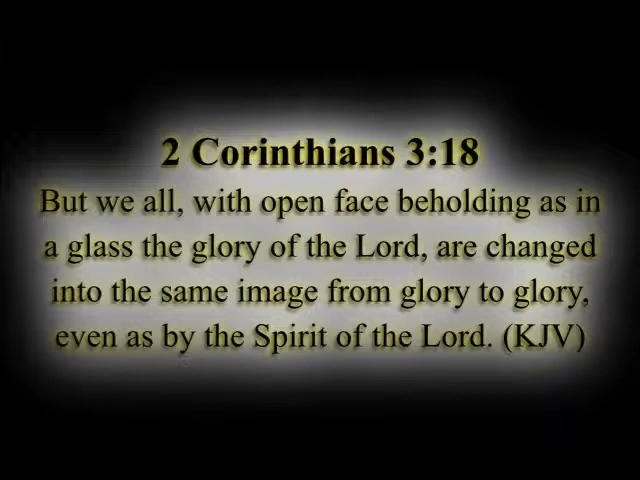 2 Corinthians 3:18
But we all, with open face beholding as in
a glass the glory of the Lord, are changed
into the same image from glory to glory,
even as by the Spirit of the Lord. (KJV)